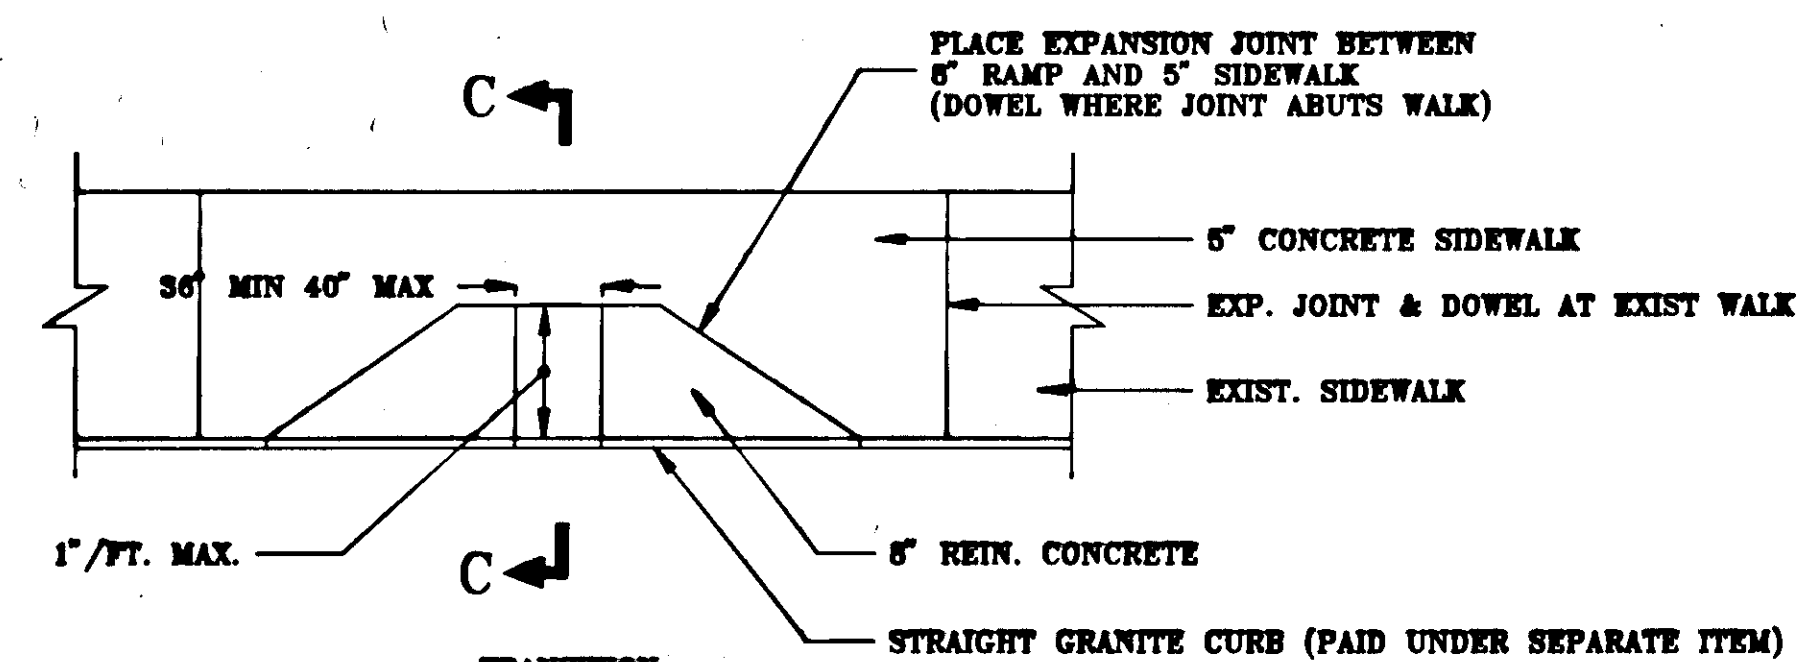 PLACE EXPANSION JOINT BETWEEN
8" RAMP AND 5" SIDEWALK
(DOWEL WHERE JOINT ABUTS WALK)
C
5" CONCRETE SIDEWALK
36" MIN 40" MAX
EXP. JOINT & DOWEL AT EXIST WALK
EXIST. SIDEWALK
1"/FT. MAX.
C
8" REIN. CONCRETE
STRAIGHT GRANITE CURB (PAID UNDER SEPARATE ITEM)